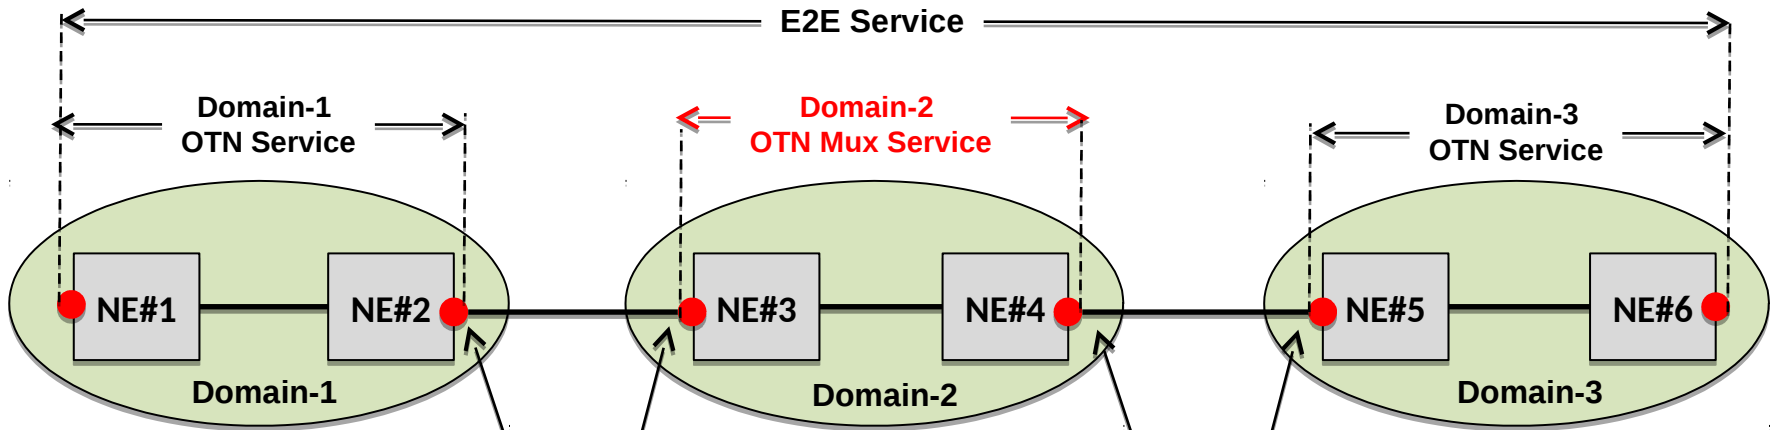 E2E Service
Domain-1
OTN Service
Domain-2
OTN Mux Service
Domain-3
OTN Service
NE#1
NE#2
NE#3
NE#4
NE#5
NE#6
Domain-1
Domain-2
Domain-3